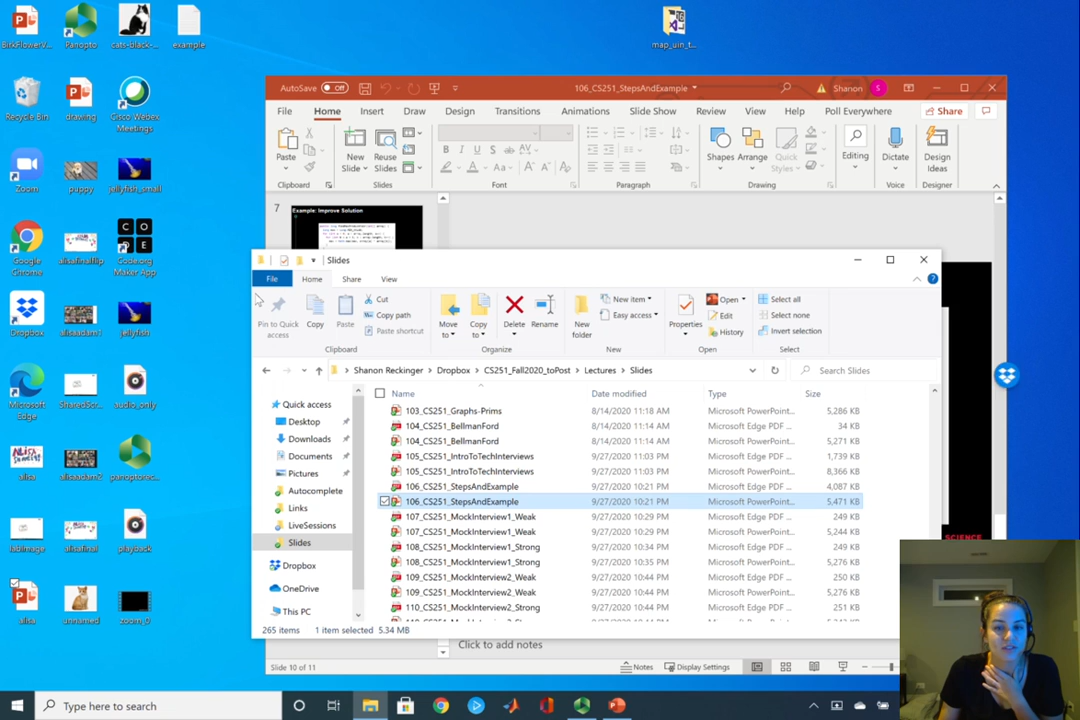 BirkFlowerV...
Panopto
cats-black-...
example
map_uin_t...
Recycle Bin
drawing
Cisco Webex
Meetings
Zoom
puppy
jellyfish_small
Google
Chrome
alisafinalflip
Code.org
Maker App
Dropbox
alisaadam1
jellyfish
Microsoft
Edge
SharedScr...
audio_only
alisa
alisaadam2
panoptorec...
labimage
alisafinal
playback
alisa
unnamed
zoom_0
AutoSave Off
106_CS251_StepsAndExample
Shanon S
File Home Insert Draw Design Transitions Animations Slide Show Review View Help Poll Everywhere Share
Paste
New
Slide
Reuse
Slides
Shapes Arrange Quick
Styles
Editing
Dictate
Design
Ideas
Clipboard Slides Font Paragraph Drawing Voice Designer
7
Example: Improve Solution
Slides
File Home Share View
Pin to Quick
access
Copy
Paste
Cut
Copy path
Paste shortcut
Move
to
Copy
to
Delete
Rename
New
folder
New item
Easy access
Properties
Open
Edit
History
Select all
Select none
Invert selection
Clipboard Organize New Open Select
Shanon Reckinger > Dropbox > CS251_Fall2020_toPost > Lectures > Slides
Search Slides
Name Date modified Type Size
103_CS251_Graphs-Prims 8/14/2020 11:18 AM Microsoft PowerPoint... 5,286 KB
104_CS251_BellmanFord 8/14/2020 11:14 AM Microsoft Edge PDF ... 34 KB
104_CS251_BellmanFord 8/14/2020 11:14 AM Microsoft PowerPoint... 5,271 KB
105_CS251_IntroToTechInterviews 9/27/2020 11:03 PM Microsoft Edge PDF ... 1,739 KB
105_CS251_IntroToTechInterviews 9/27/2020 11:03 PM Microsoft PowerPoint... 8,366 KB
106_CS251_StepsAndExample 9/27/2020 10:21 PM Microsoft Edge PDF ... 4,087 KB
106_CS251_StepsAndExample 9/27/2020 10:21 PM Microsoft PowerPoint... 5,471 KB
107_CS251_MockInterview1_Weak 9/27/2020 10:29 PM Microsoft Edge PDF ... 249 KB
107_CS251_MockInterview1_Weak 9/27/2020 10:29 PM Microsoft PowerPoint... 5,244 KB
108_CS251_MockInterview1_Strong 9/27/2020 10:34 PM Microsoft Edge PDF ... 249 KB
108_CS251_MockInterview1_Strong 9/27/2020 10:35 PM Microsoft PowerPoint... 5,276 KB
109_CS251_MockInterview2_Weak 9/27/2020 10:44 PM Microsoft Edge PDF ... 250 KB
109_CS251_MockInterview2_Weak 9/27/2020 10:44 PM Microsoft PowerPoint... 5,276 KB
110_CS251_MockInterview2_Strong 9/27/2020 10:44 PM Microsoft Edge PDF ... 251 KB
Quick access
Desktop
Downloads
Documents
Pictures
Autocomplete
Links
LiveSessions
Slides
Dropbox
OneDrive
This PC
265 items 1 item selected 5.34 MB
SCIENCE
Click to add notes
Slide 10 of 11
Notes Display Settings
Type here to search